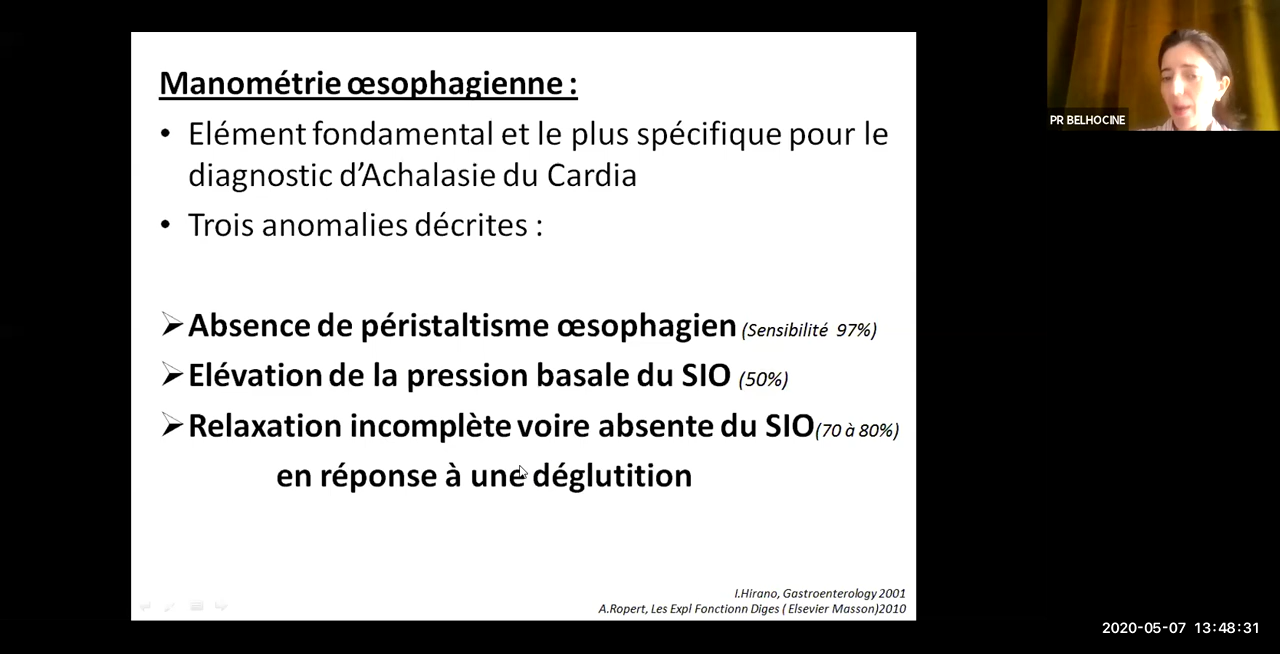 Manométrie œsophagienne :
• Elément fondamental et le plus spécifique pour le
diagnostic d’Achalasie du Cardia
• Trois anomalies décrites :
➢Absence de péristaltisme œsophagien (Sensibilité 97%)
➢Elévation de la pression basale du SIO (50%)
➢Relaxation incomplète voire absente du SIO(70 à 80%)
en réponse à une déglutition
I.Hirano, Gastroenterology 2001
A.Ropert, Les Expl Fonctionn Diges ( Elsevier Masson)2010
PR BELHOCINE
2020-05-07 13:48:31